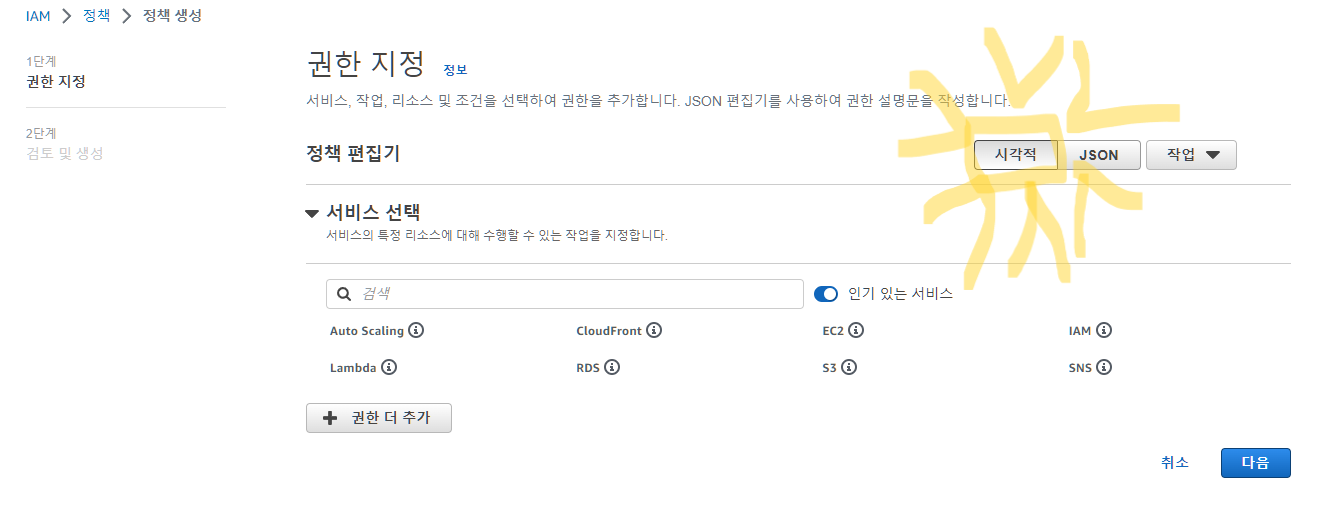 IAM > 정책 > 정책 생성
1단계
권한 지정
2단계
검토 및 생성
권한 지정 정보
서비스, 작업, 리소스 및 조건을 선택하여 권한을 추가합니다. JSON 편집기를 사용하여 권한 설명문을 작성합니다.
정책 편집기
시각적 JSON 작업
서비스 선택
서비스의 특정 리소스에 대해 수행할 수 있는 작업을 지정합니다.
검색 인기 있는 서비스
Auto Scaling CloudFront EC2 IAM
Lambda RDS S3 SNS
권한 더 추가
취소 다음